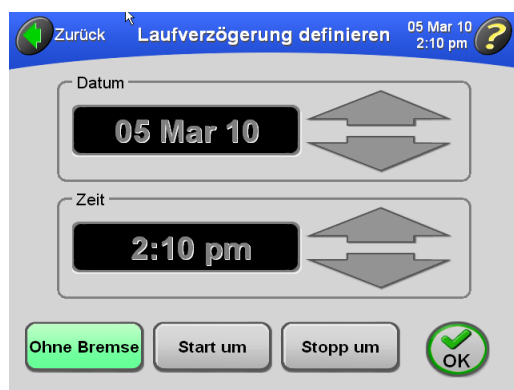 Zurück
Laufverzögerung definieren
05 Mar 10
2:10 pm
?
Datum
05 Mar 10
Zeit
2:10 pm
Ohne Bremse
Start um
Stopp um
OK